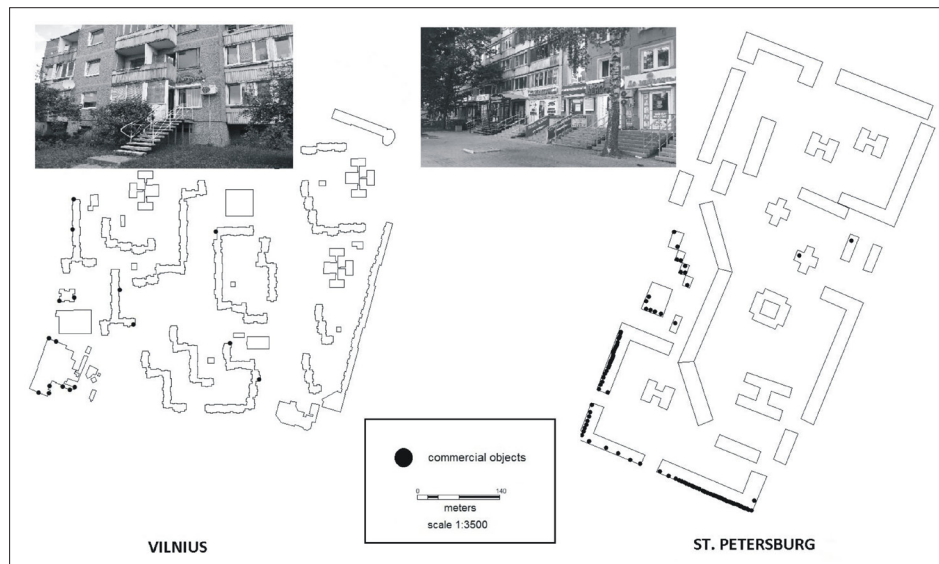 commercial objects
0 140
meters
scale 1:3500
VILNIUS
ST. PETERSBURG